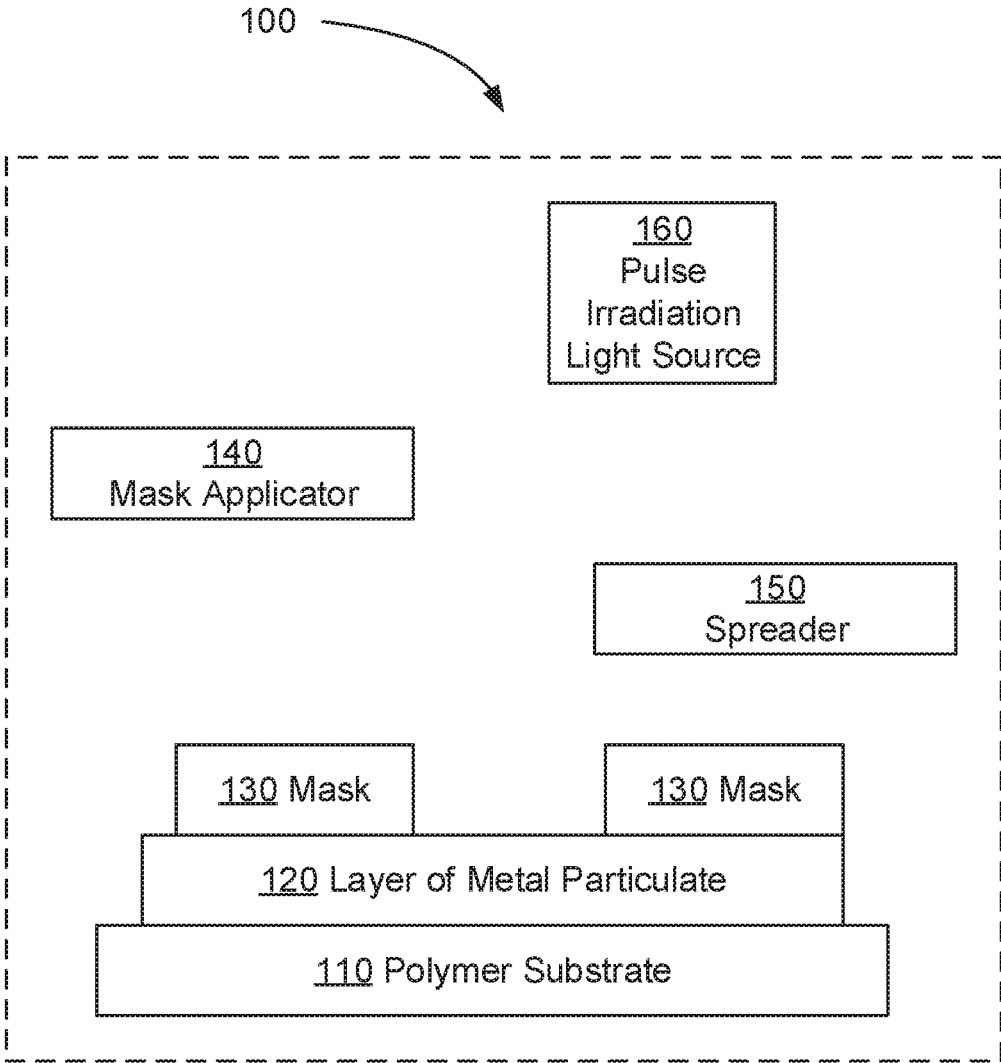 100
160
Pulse
Irradiation
Light Source
140
Mask Applicator
150
Spreader
130 Mask
130 Mask
120 Layer of Metal Particulate
110 Polymer Substrate